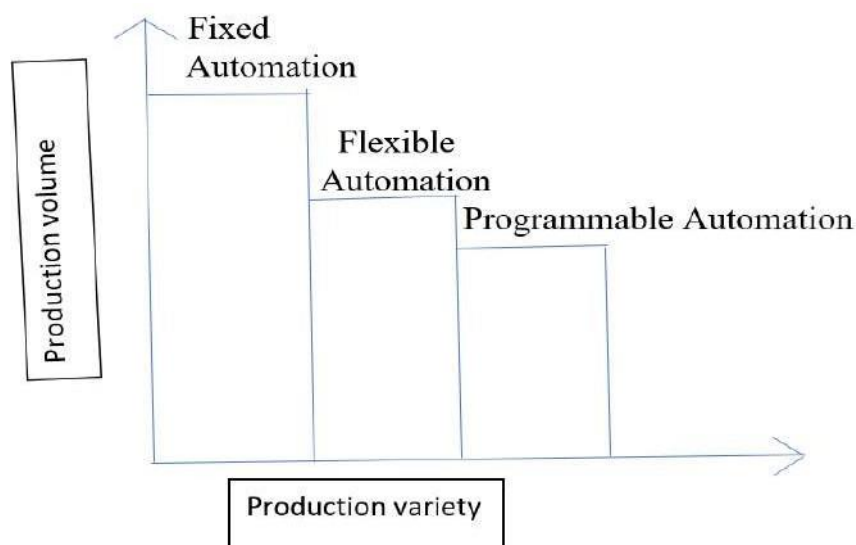 Fixed
Automation
Flexible
Automation
Programmable Automation
Production volume
Production variety